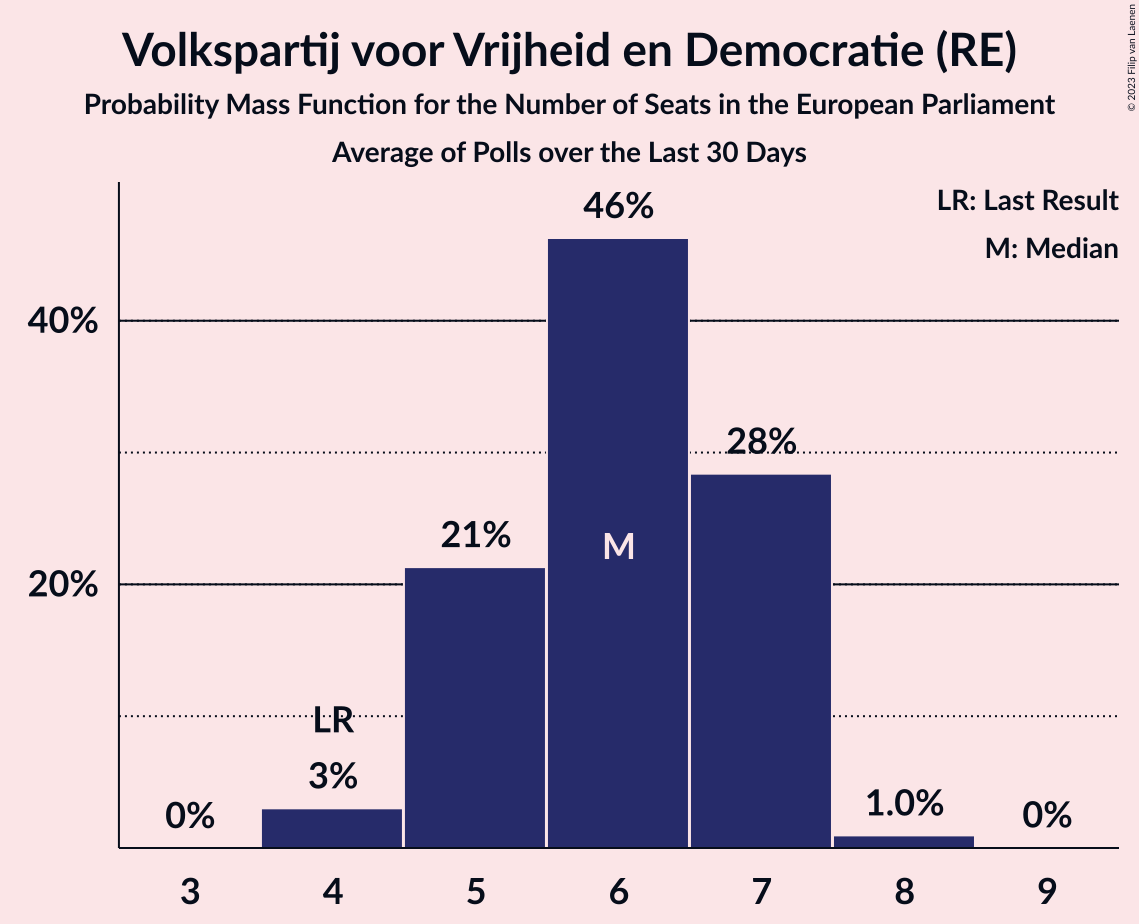 Volkspartij voor Vrijheid en Democratie (RE)
Probability Mass Function for the Number of Seats in the European Parliament
Average of Polls over the Last 30 Days
© 2023 Filip van Laenen
LR: Last Result
M: Median
46%
40%
28%
21%
M
20%
LR
3%
0%
1.0%
0%
3 4 5 6 7 8 9